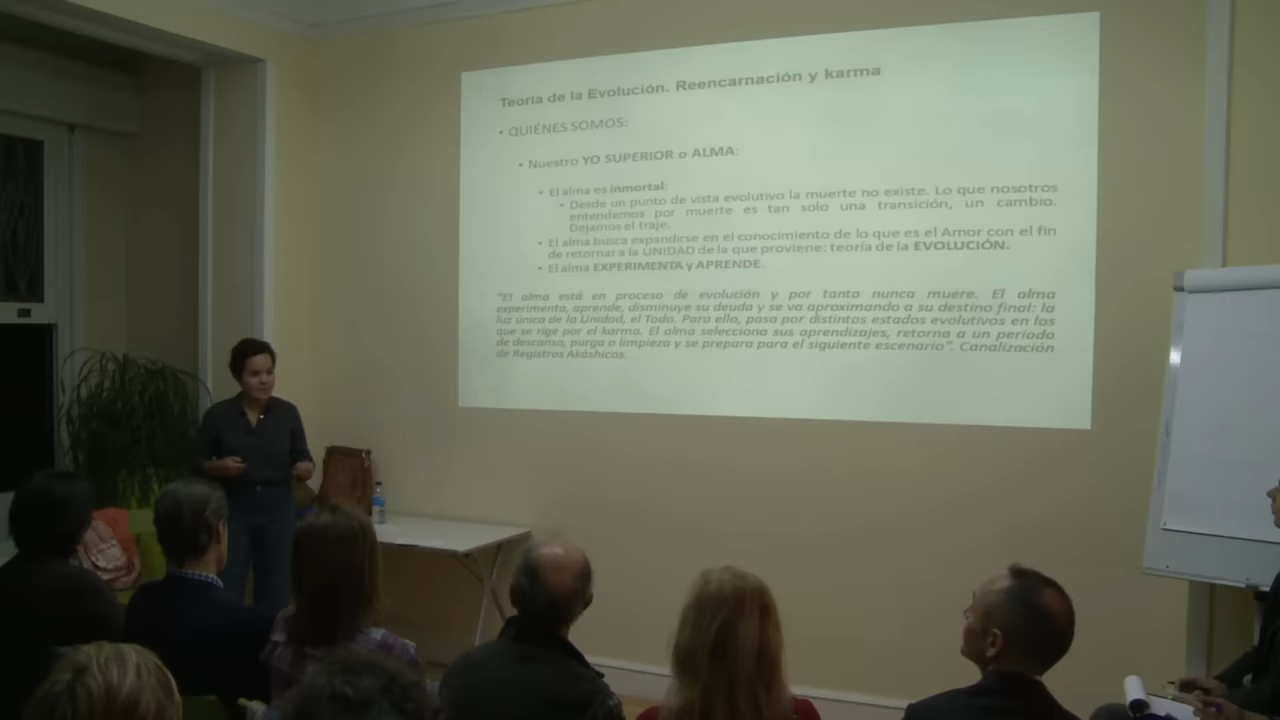 Teoría de la Evolución. Reencarnación y karma
• QUIÉNES SOMOS:
• Nuestro YO SUPERIOR o ALMA:
• El alma es inmortal:
• Desde un punto de vista evolutivo la muerte no existe. Lo que nosotros
entendemos por muerte es tan solo una transición, un cambio.
Dejamos el traje.
• El alma busca expandirse en el conocimiento de lo que es el Amor con el fin
de retornar a la UNIDAD de la que proviene: teoría de la EVOLUCIÓN.
• El alma EXPERIMENTA y APRENDE.
"El alma está en proceso de evolución y por tanto nunca muere. El alma
experimenta, aprende, disminuye su deuda y se va aproximando a su destino final: la
luz única de la Unidad, el Todo. Para ello, pasa por distintos estados evolutivos en los
que se rige por el karma. El alma selecciona sus aprendizajes, retorna a un periodo
de descanso, purga o limpieza y se prepara para el siguiente escenario". Canalización
de Registros Akáshicos.